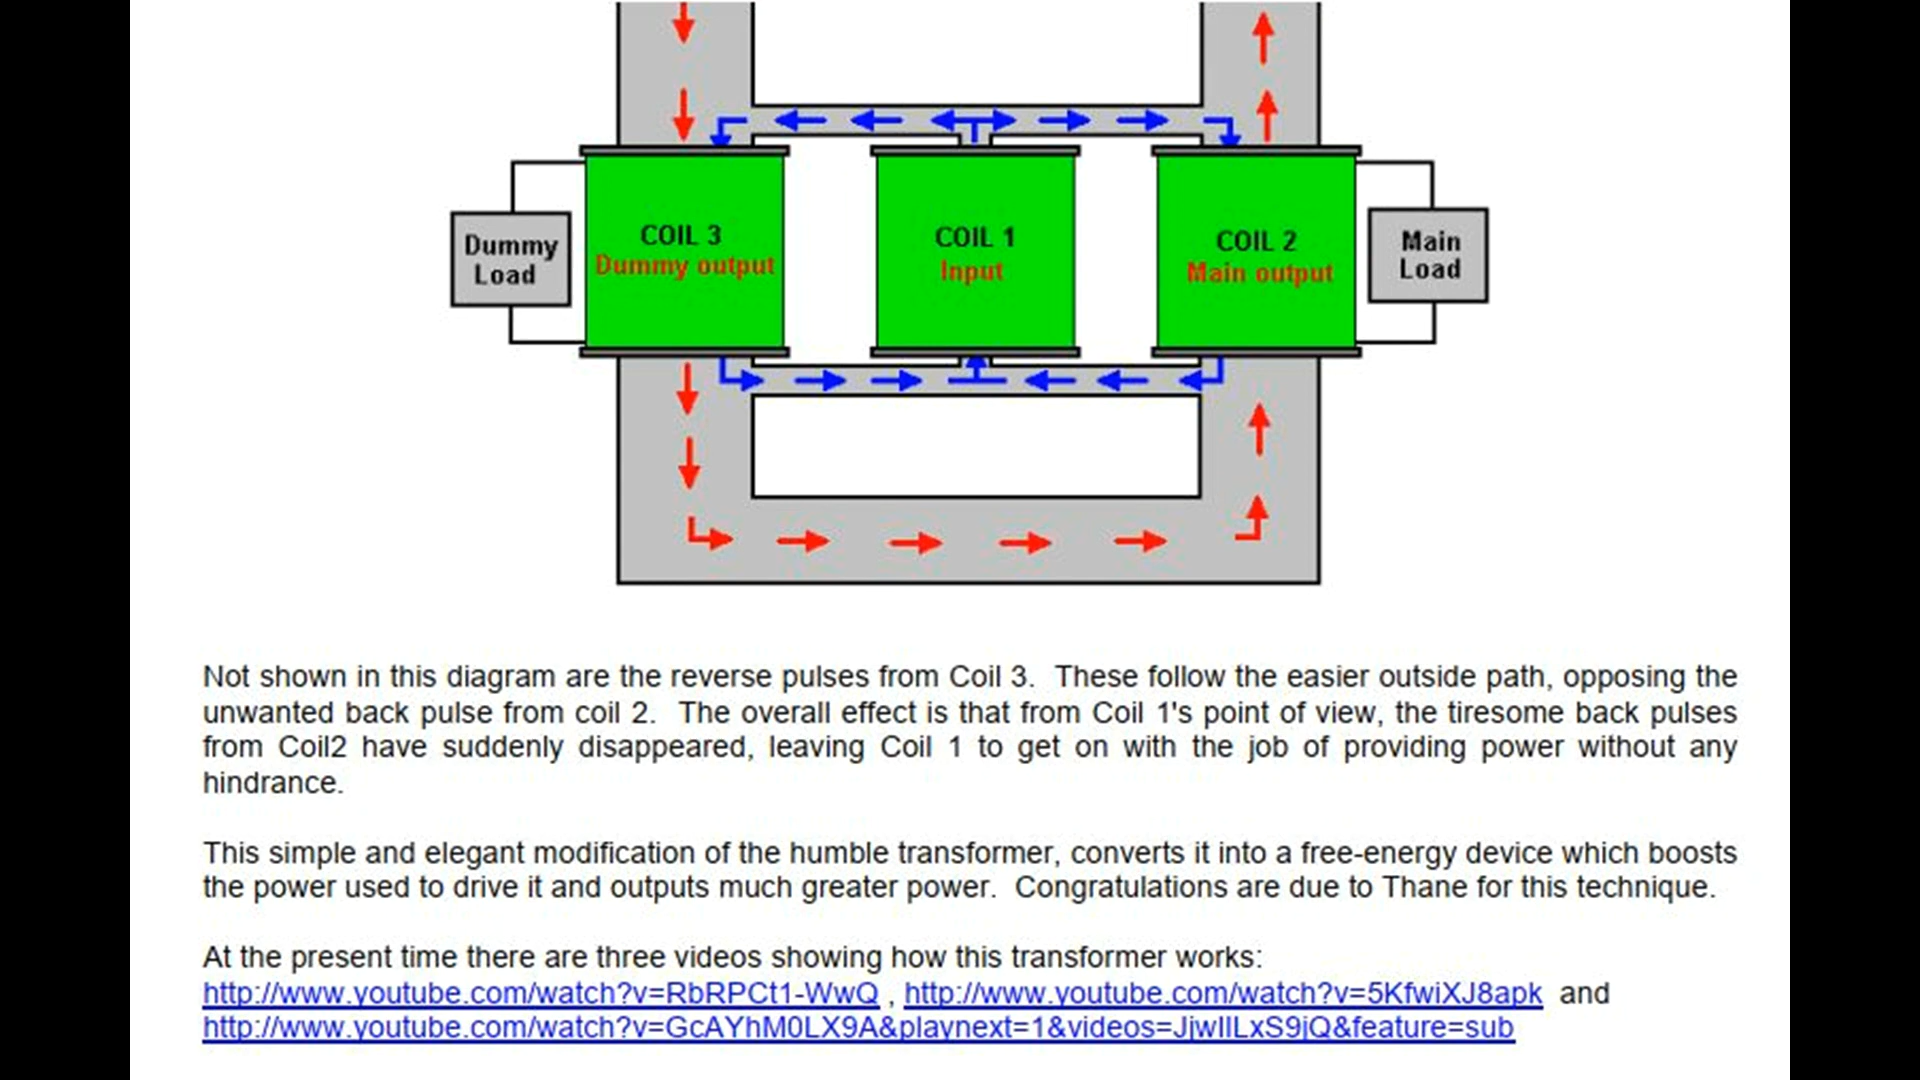 Dummy
Load
COIL 3
Dummy output
COIL 1
Input
COIL 2
Main output
Main
Load
Not shown in this diagram are the reverse pulses from Coil 3. These follow the easier outside path, opposing the
unwanted back pulse from coil 2. The overall effect is that from Coil 1's point of view, the tiresome back pulses
from Coil2 have suddenly disappeared, leaving Coil 1 to get on with the job of providing power without any
hindrance.
This simple and elegant modification of the humble transformer, converts it into a free-energy device which boosts
the power used to drive it and outputs much greater power. Congratulations are due to Thane for this technique.
At the present time there are three videos showing how this transformer works:
http://www.youtube.com/watch?v=RbRPCt1-WwQ , http://www.youtube.com/watch?v=5KfwiXJ8apk and
http://www.youtube.com/watch?v=GcAYhM0LX9A&playnext=1&videos=JjwIILxS9jQ&feature=sub